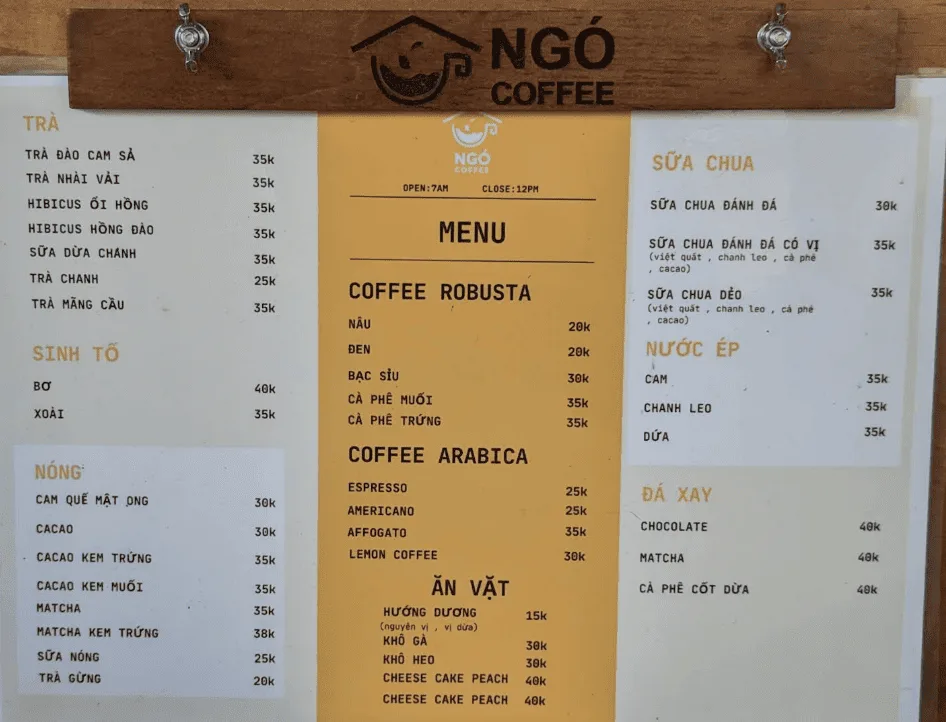 NGÓ
COFFEE
TRÀ
TRÀ ĐÀO CAM SẢ 35k
TRÀ NHÀI VẢI 35k
HIBICUS ỔI HỒNG 35k
HIBICUS HỒNG ĐÀO 35k
SỮA DỪA CHÁNH 35k
TRÀ CHANH 25k
TRÀ MÃNG CẦU 35k
SINH TỐ
BƠ 40k
XOÀI 35k
NÓNG
CAM QUẾ MẬT ONG 30k
CACAO 30k
CACAO KEM TRỨNG 35k
CACAO KEM MUỐI 35k
MATCHA 35k
MATCHA KEM TRỨNG 38k
SỮA NÓNG 25k
TRÀ GỪNG 20k
NGÓ
COFFEE
OPEN:7AM CLOSE:12PM
MENU
COFFEE ROBUSTA
NÂU 20k
ĐEN 20k
BẠC SỈU 30k
CÀ PHÊ MUỐI 35k
CÀ PHÊ TRỨNG 35k
COFFEE ARABICA
ESPRESSO 25k
AMERICANO 25k
AFFOGATO 35k
LEMON COFFEE 30k
ĂN VẶT
HƯỚNG DƯƠNG 15k
(nguyên vị , vị dừa)
KHÔ GÀ 30k
KHÔ HEO 30k
CHEESE CAKE PEACH 40k
CHEESE CAKE PEACH 40k
SỮA CHUA
SỮA CHUA ĐÁNH ĐÁ 30k
SỮA CHUA ĐÁNH ĐÁ CÓ VỊ 35k
(việt quất , chanh leo , cà phê
, cacao)
SỮA CHUA DẺO 35k
(việt quất , chanh leo , cà phê
, cacao)
NƯỚC ÉP
CAM 35k
CHANH LEO 35k
DỨA 35k
ĐÁ XAY
CHOCOLATE 40k
MATCHA 40k
CÀ PHÊ CỐT DỪA 40k